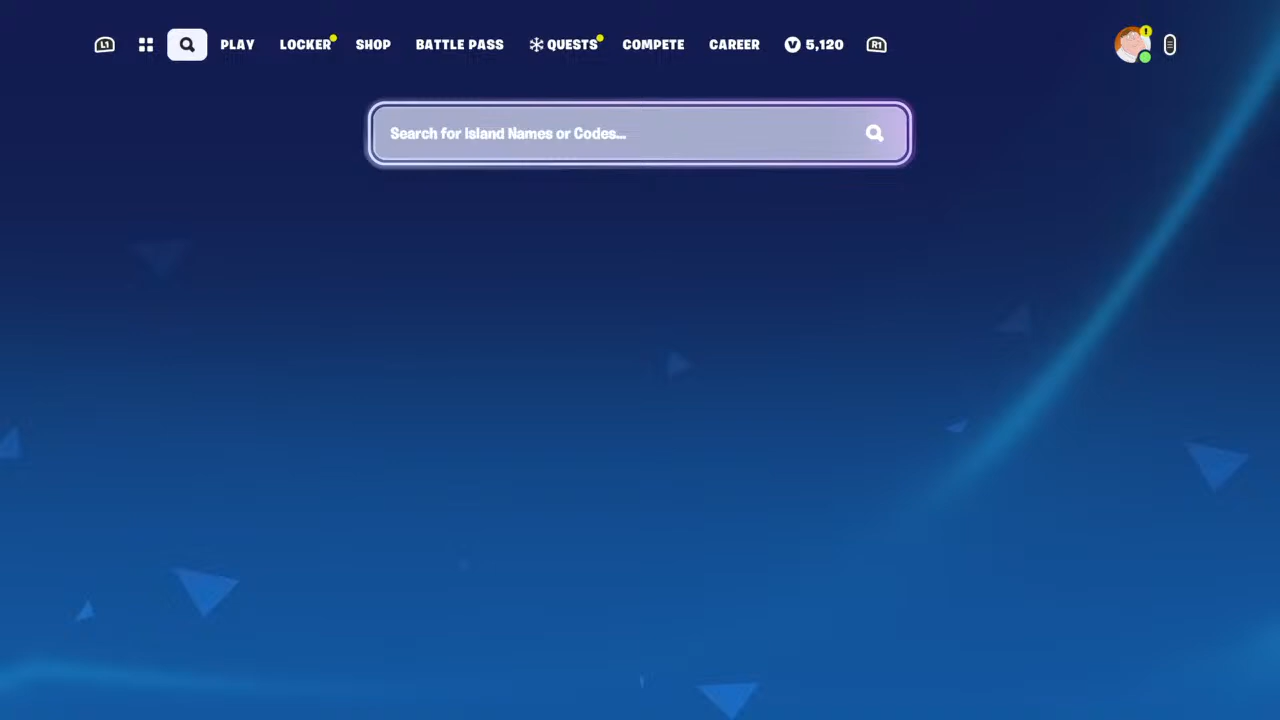 L1 PLAY LOCKER SHOP BATTLE PASS QUESTS COMPETE CAREER V 5,120 R1 !
Search for Island Names or Codes...